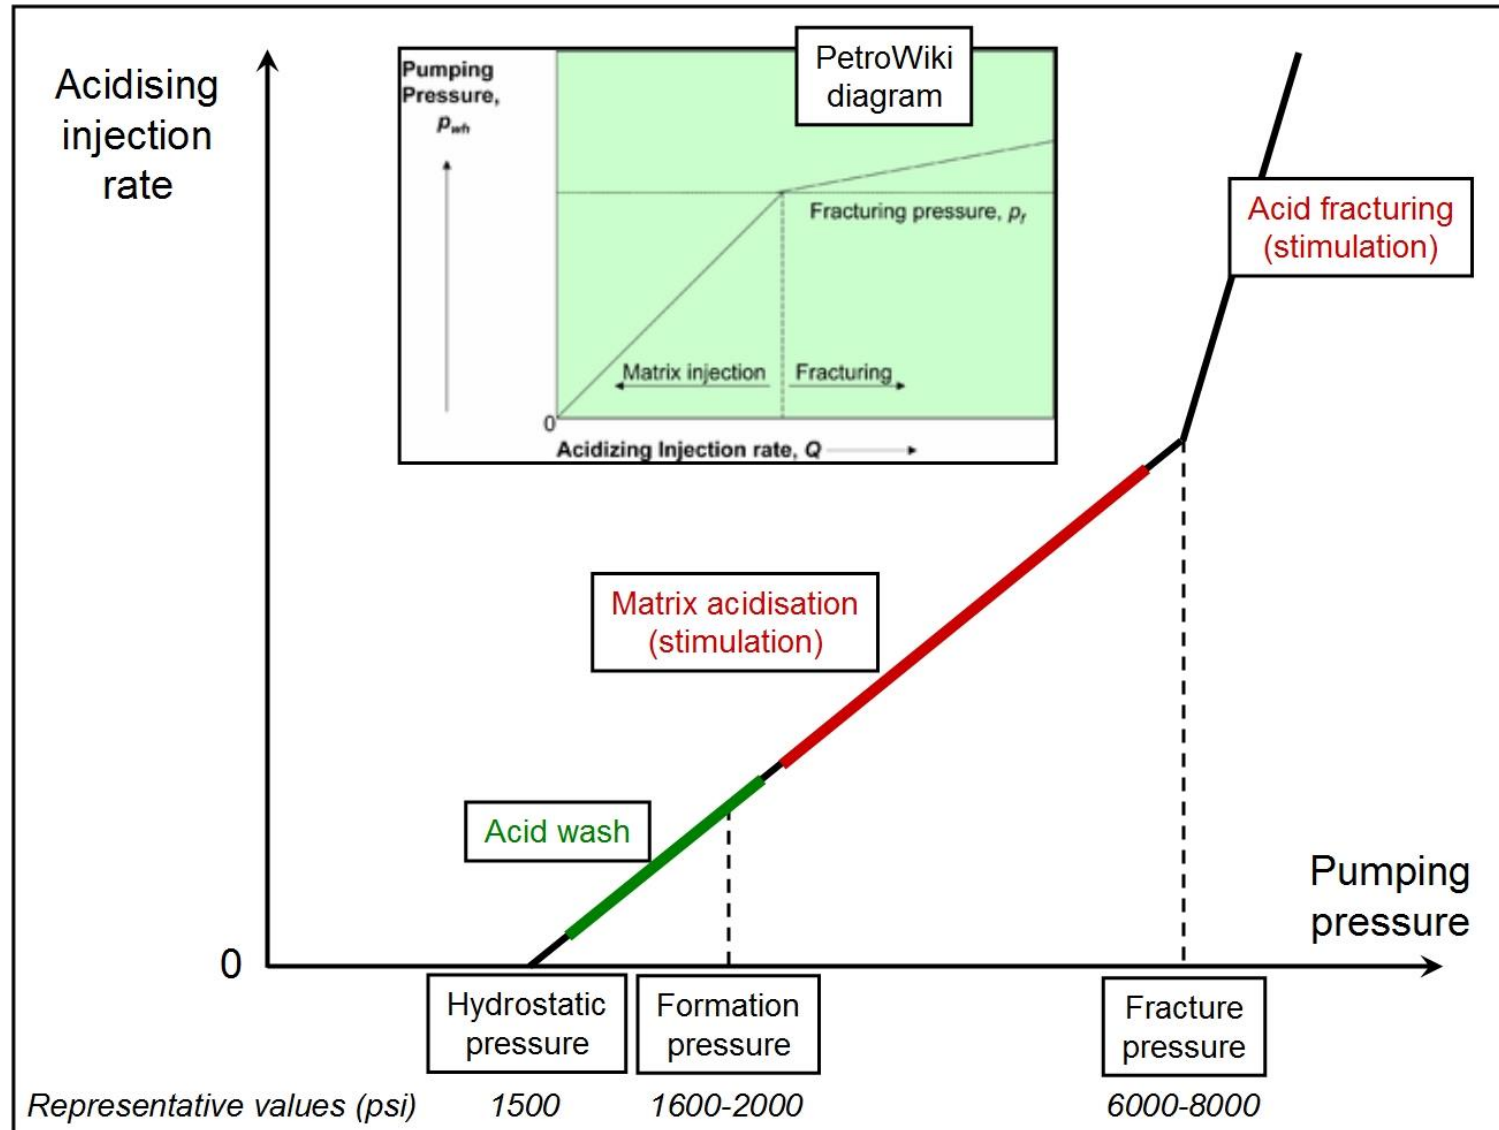 Acidising
injection
rate
PetroWiki
diagram
Pumping
Pressure,
pwh
Fracturing pressure, pf
Matrix injection
Fracturing
0
Acidizing Injection rate, Q
Acid fracturing
(stimulation)
Matrix acidisation
(stimulation)
Acid wash
Pumping
pressure
0
Hydrostatic
pressure
Formation
pressure
Fracture
pressure
Representative values (psi) 1500 1600-2000 6000-8000